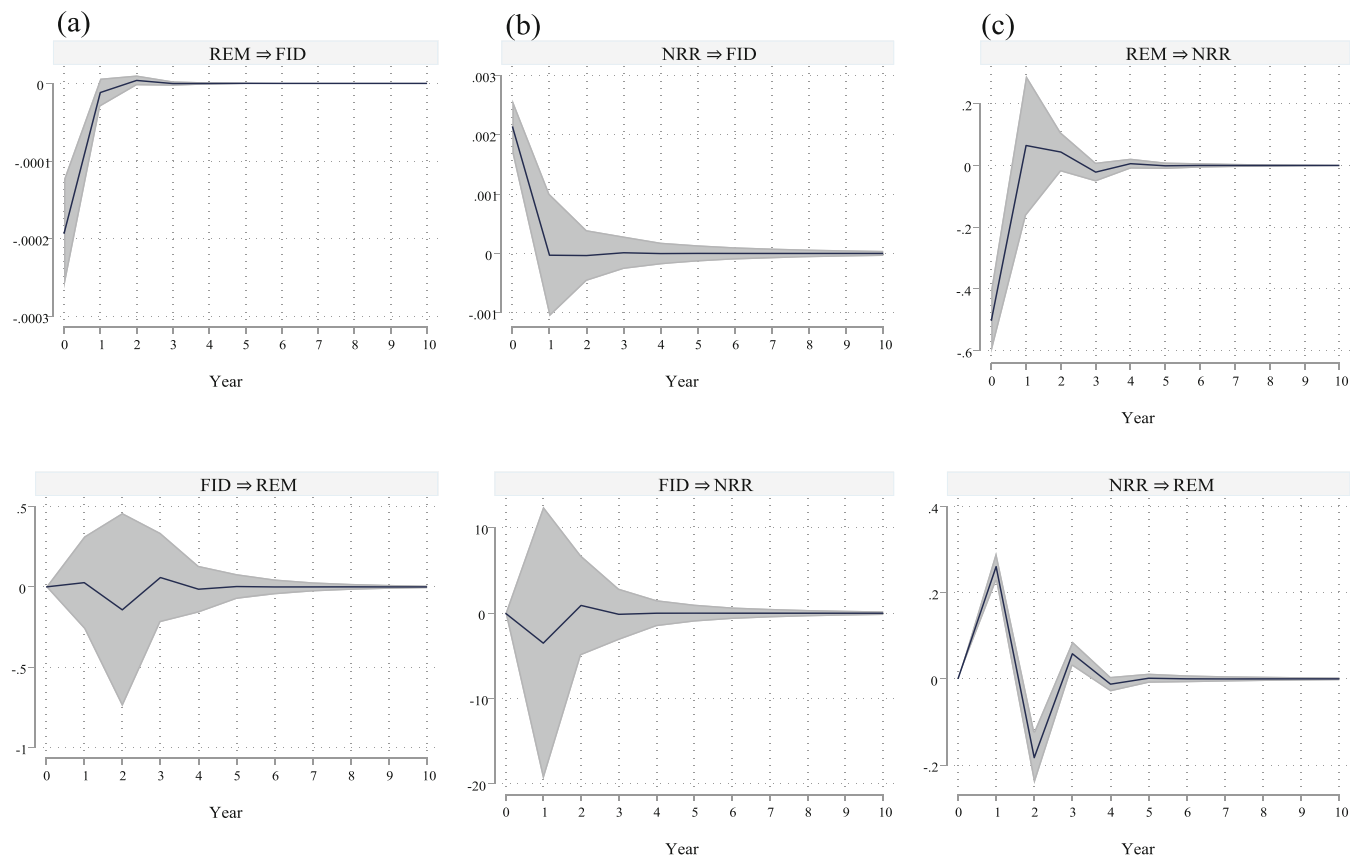 (a)
REM ⇒ FID
0
-.0001
-.0002
-.0003
0 1 2 3 4 5 6 7 8 9 10
Year
(b)
NRR ⇒ FID
.003
.002
.001
0
-.001
0 1 2 3 4 5 6 7 8 9 10
Year
(c)
REM ⇒ NRR
.2
0
-.2
-.4
-.6
0 1 2 3 4 5 6 7 8 9 10
Year
FID ⇒ REM
.5
0
-.5
-1
0 1 2 3 4 5 6 7 8 9 10
Year
FID ⇒ NRR
10
0
-10
-20
0 1 2 3 4 5 6 7 8 9 10
Year
NRR ⇒ REM
.4
.2
0
-.2
0 1 2 3 4 5 6 7 8 9 10
Year